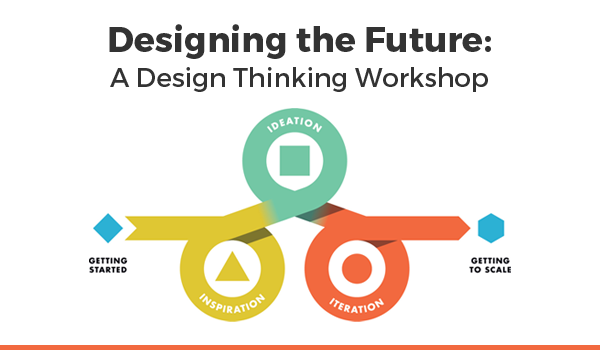 Designing the Future:
A Design Thinking Workshop
IDEATION
GETTING
STARTED
INSPIRATION
ITERATION
GETTING
TO SCALE